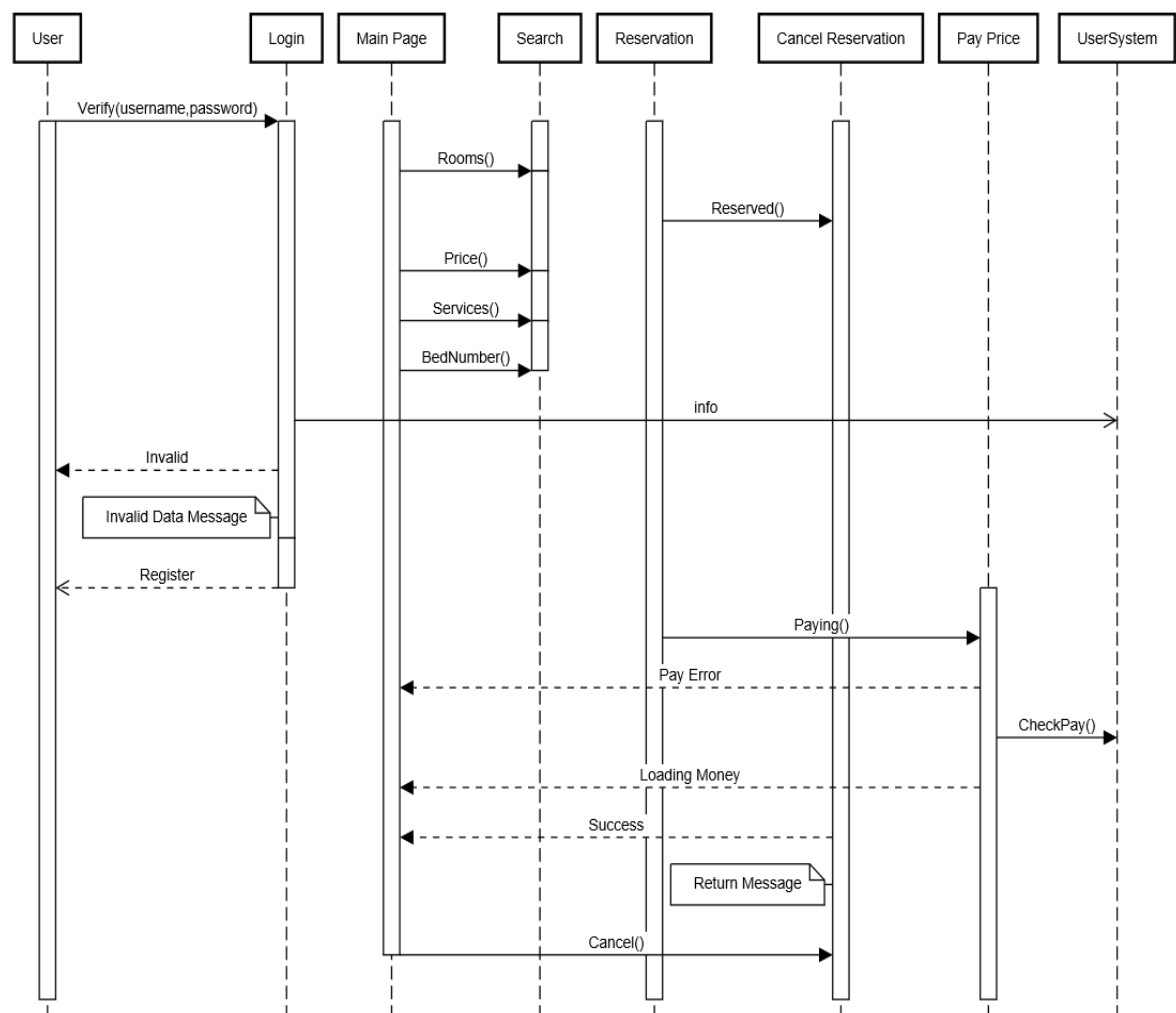 User
Login
Main Page
Search
Reservation
Cancel Reservation
Pay Price
UserSystem
Verify(username,password)
Rooms()
Reserved()
Price()
Services()
BedNumber()
info
Invalid
Invalid Data Message
Register
Paying()
Pay Error
CheckPay()
Loading Money
Success
Return Message
Cancel()